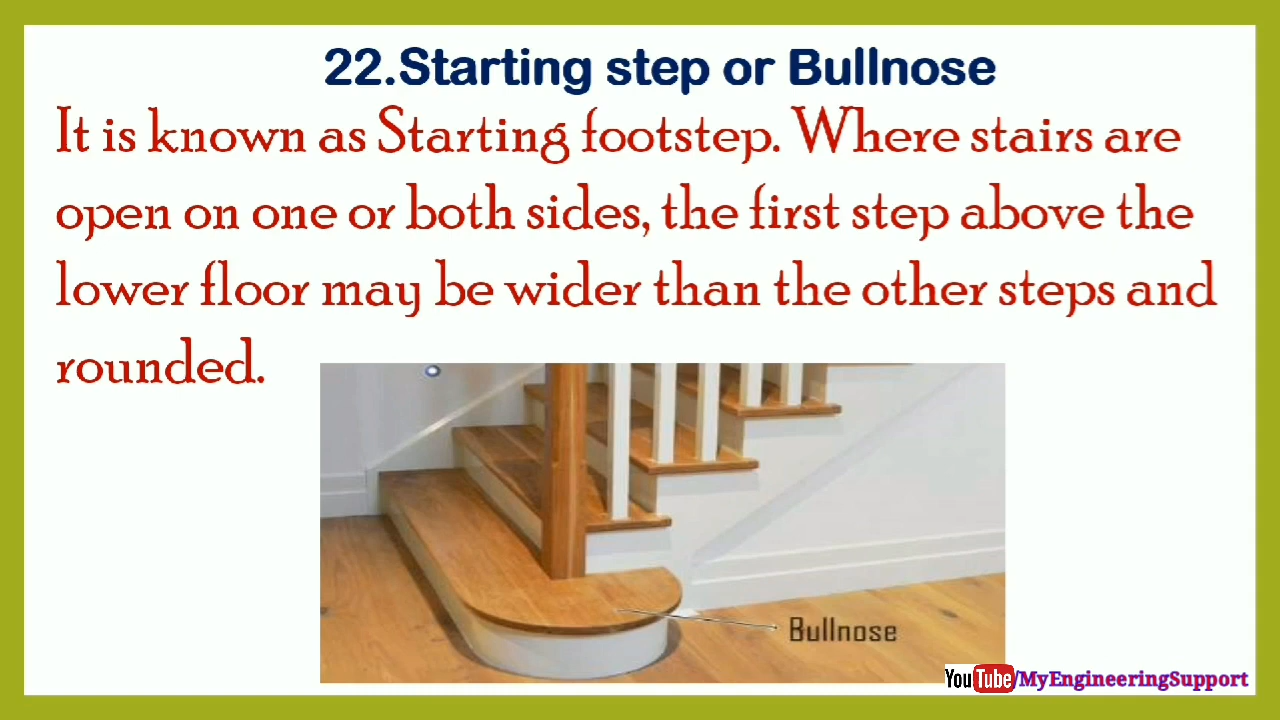 22.Starting step or Bullnose
It is known as Starting footstep. Where stairs are
open on one or both sides, the first step above the
lower floor may be wider than the other steps and
rounded.
Bullnose
YouTube/MyEngineeringSupport